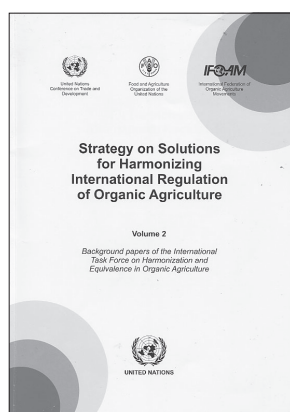 United Nations
Conference on Trade and
Development
Food and Agriculture
Organization of the
United Nations
IFOAM
International Federation of
Organic Agriculture
Movements
Strategy on Solutions
for Harmonizing
International Regulation
of Organic Agriculture
Volume 2
Background papers of the International
Task Force on Harmonization and
Equivalence in Organic Agriculture
UNITED NATIONS